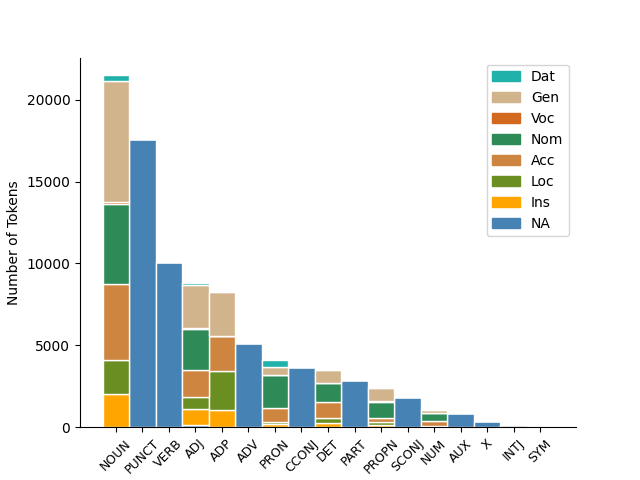 Number of Tokens
20000
15000
10000
5000
0
NOUN
PUNCT
VERB
ADJ
ADP
ADV
PRON
CCONJ
DET
PART
PROPN
SCONJ
NUM
AUX
X
INTJ
SYM
Dat
Gen
Voc
Nom
Acc
Loc
Ins
NA